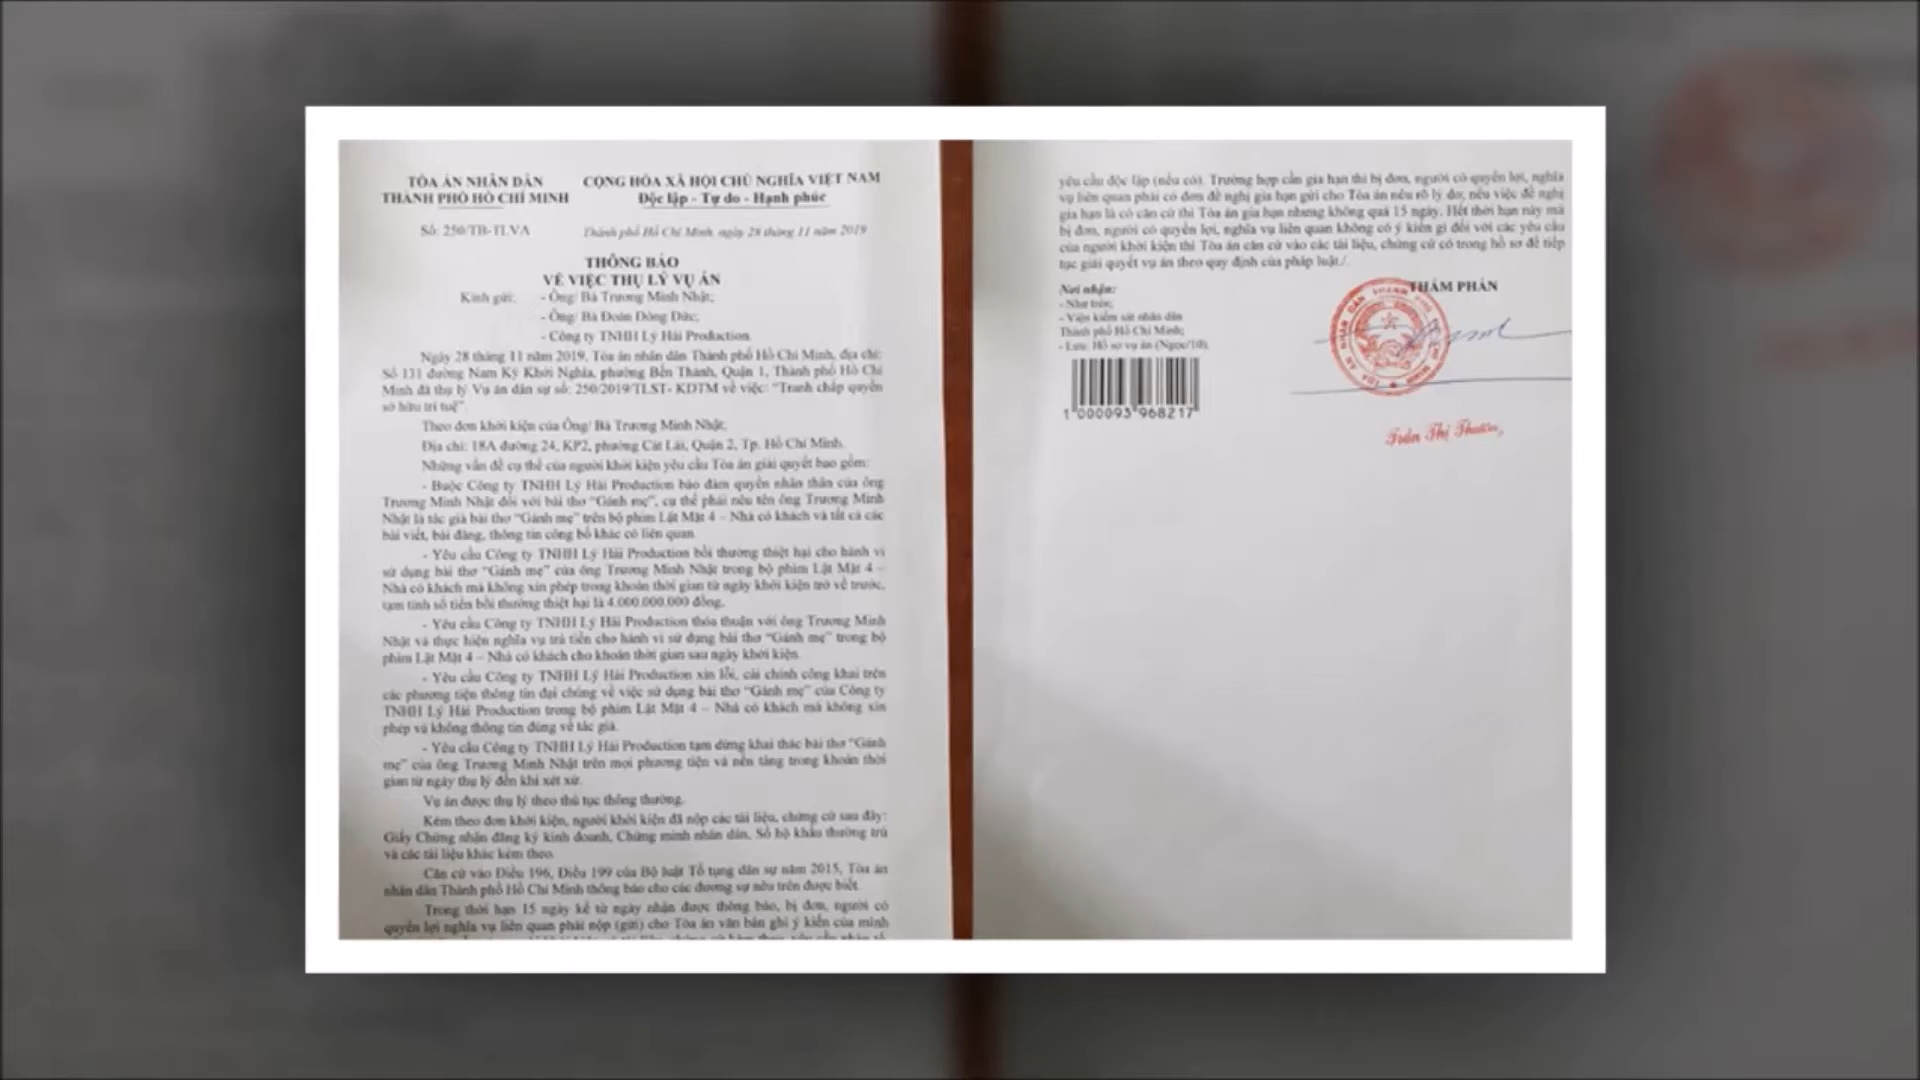 TÒA ÁN NHÂN DÂN
THÀNH PHỐ HỒ CHÍ MINH
CỘNG HÒA XÃ HỘI CHỦ NGHĨA VIỆT NAM
Độc lập - Tự do - Hạnh phúc
Số: 250/TB-TLVA
Thành phố Hồ Chí Minh, ngày 28 tháng 11 năm 2019
THÔNG BÁO
VỀ VIỆC THỤ LÝ VỤ ÁN
Kính gửi: - Ông/ Bà Trương Minh Nhật;
- Ông/ Bà Đoàn Đông Đức;
- Công ty TNHH Lý Hải Production.
Ngày 28 tháng 11 năm 2019, Tòa án nhân dân Thành phố Hồ Chí Minh, địa chỉ:
Số 131 đường Nam Kỳ Khởi Nghĩa, phường Bến Thành, Quận 1, Thành phố Hồ Chí
Minh đã thụ lý Vụ án dân sự số: 250/2019/TLST- KDTM về việc: “Tranh chấp quyền
sở hữu trí tuệ”.
Theo đơn khởi kiện của Ông/ Bà Trương Minh Nhật;
Địa chỉ: 18A đường 24, KP2, phường Cát Lái, Quận 2, Tp. Hồ Chí Minh.
Những vấn đề cụ thể của người khởi kiện yêu cầu Tòa án giải quyết bao gồm:
- Buộc Công ty TNHH Lý Hải Production bảo đảm quyền nhân thân của ông
Trương Minh Nhật đối với bài thơ “Gánh mẹ”, cụ thể phải nêu tên ông Trương Minh
Nhật là tác giả bài thơ “Gánh mẹ” trên bộ phim Lật Mặt 4 – Nhà có khách và tất cả các
bài viết, bài đăng, thông tin công bố khác có liên quan.
- Yêu cầu Công ty TNHH Lý Hải Production bồi thường thiệt hại cho hành vi
sử dụng bài thơ “Gánh mẹ” của ông Trương Minh Nhật trong bộ phim Lật Mặt 4 –
Nhà có khách mà không xin phép trong khoản thời gian từ ngày khởi kiện trở về trước,
tạm tính số tiền bồi thường thiệt hại là 4.000.000.000 đồng.
- Yêu cầu Công ty TNHH Lý Hải Production thỏa thuận với ông Trương Minh
Nhật và thực hiện nghĩa vụ trả tiền cho hành vi sử dụng bài thơ “Gánh mẹ” trong bộ
phim Lật Mặt 4 – Nhà có khách cho khoản thời gian sau ngày khởi kiện.
- Yêu cầu Công ty TNHH Lý Hải Production xin lỗi, cải chính công khai trên
các phương tiện thông tin đại chúng về việc sử dụng bài thơ “Gánh mẹ” của Công ty
TNHH Lý Hải Production trong bộ phim Lật Mặt 4 – Nhà có khách mà không xin
phép và không thông tin đúng về tác giả.
- Yêu cầu Công ty TNHH Lý Hải Production tạm dừng khai thác bài thơ “Gánh
mẹ” của ông Trương Minh Nhật trên mọi phương tiện và nền tảng trong khoản thời
gian từ ngày thụ lý đến khi xét xử.
Vụ án được thụ lý theo thủ tục thông thường.
Kèm theo đơn khởi kiện, người khởi kiện đã nộp các tài liệu, chứng cứ sau đây:
Giấy Chứng nhận đăng ký kinh doanh, Chứng minh nhân dân, Sổ hộ khẩu thường trú
và các tài liệu khác kèm theo.
Căn cứ vào Điều 196, Điều 199 của Bộ luật Tố tụng dân sự năm 2015, Tòa án
nhân dân Thành phố Hồ Chí Minh thông báo cho các đương sự nêu trên được biết.
Trong thời hạn 15 ngày kể từ ngày nhận được thông báo, bị đơn, người có
quyền lợi nghĩa vụ liên quan phải nộp (gửi) cho Tòa án văn bản ghi ý kiến của mình
yêu cầu độc lập (nếu có). Trường hợp cần gia hạn thì bị đơn, người có quyền lợi, nghĩa
vụ liên quan phải có đơn đề nghị gia hạn gửi cho Tòa án nêu rõ lý do; nếu việc đề nghị
gia hạn là có căn cứ thì Tòa án gia hạn nhưng không quá 15 ngày. Hết thời hạn này mà
bị đơn, người có quyền lợi, nghĩa vụ liên quan không có ý kiến gì đối với các yêu cầu
của người khởi kiện thì Tòa án căn cứ vào các tài liệu, chứng cứ có trong hồ sơ để tiếp
tục giải quyết vụ án theo quy định của pháp luật./.
Nơi nhận:
- Như trên;
- Viện kiểm sát nhân dân
Thành phố Hồ Chí Minh;
- Lưu: Hồ sơ vụ án (Ngọc/10).
THẨM PHÁN
1 000093 968217
Trần Thị